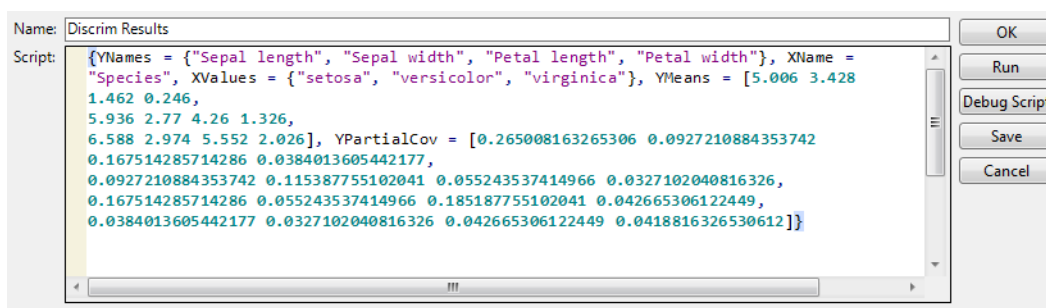 Name: Discrim Results
OK
Script: {YNames = {"Sepal length", "Sepal width", "Petal length", "Petal width"}, XName =
"Species", XValues = {"setosa", "versicolor", "virginica"}, YMeans = [5.006 3.428
1.462 0.246,
5.936 2.77 4.26 1.326,
6.588 2.974 5.552 2.026], YPartialCov = [0.265008163265306 0.0927210884353742
0.167514285714286 0.0384013605442177,
0.0927210884353742 0.115387755102041 0.055243537414966 0.0327102040816326,
0.167514285714286 0.055243537414966 0.185187755102041 0.042665306122449,
0.0384013605442177 0.0327102040816326 0.042665306122449 0.0418816326530612]}
Run
Debug Script
Save
Cancel